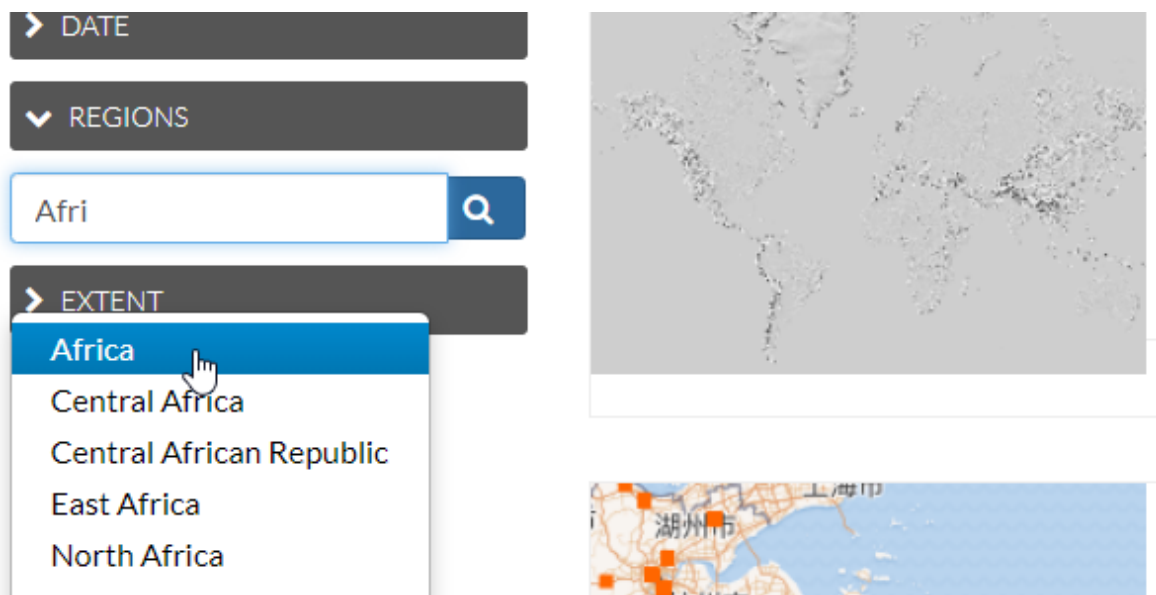 DATE
REGIONS
Afri
EXTENT
Africa
Central Africa
Central African Republic
East Africa
North Africa
上海市
湖州市